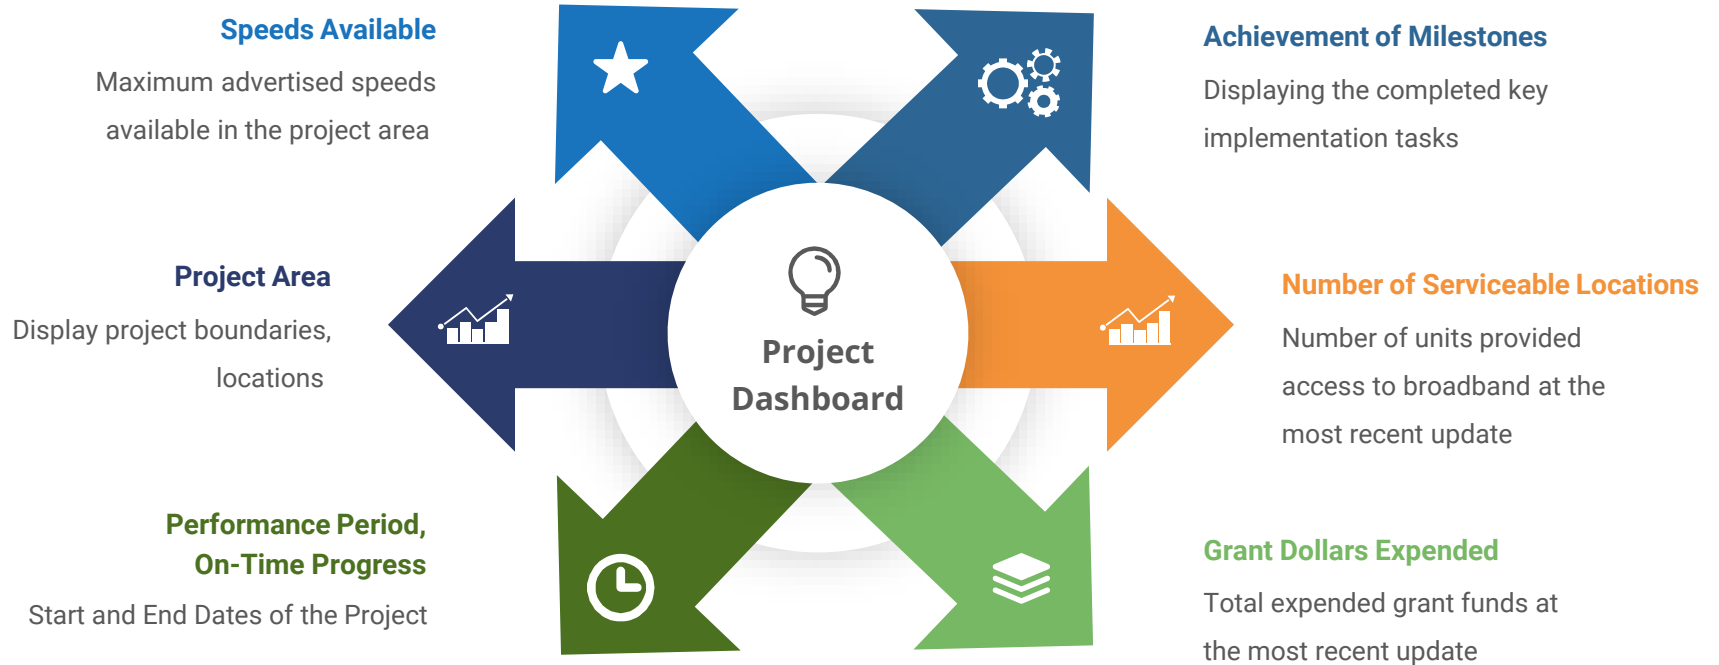 Speeds Available
Maximum advertised speeds
available in the project area
Project Area
Display project boundaries,
locations
Performance Period,
On-Time Progress
Start and End Dates of the Project
Project
Dashboard
Achievement of Milestones
Displaying the completed key
implementation tasks
Number of Serviceable Locations
Number of units provided
access to broadband at the
most recent update
Grant Dollars Expended
Total expended grant funds at
the most recent update